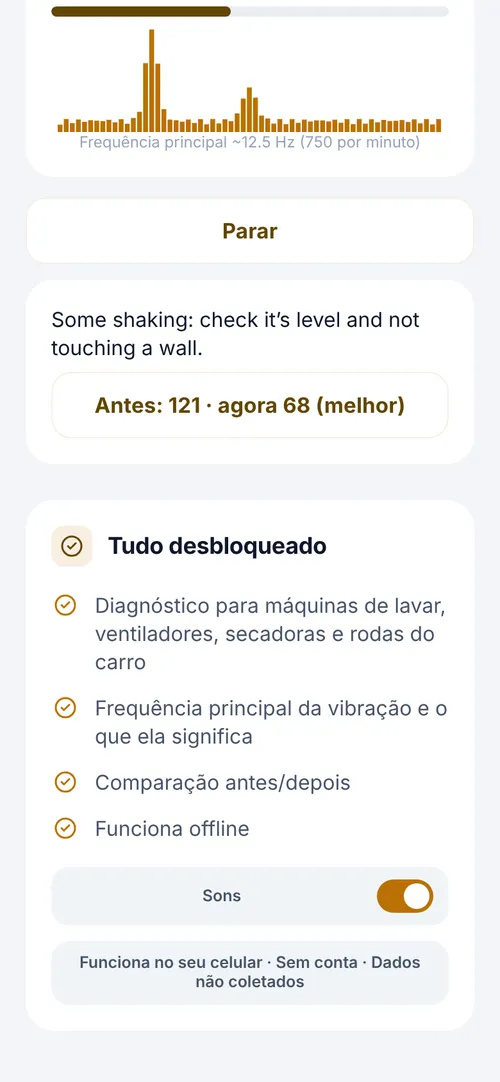 Frequência principal ~12.5 Hz (750 por minuto)
Parar
Some shaking: check it’s level and not
touching a wall.
Antes: 121 · agora 68 (melhor)
Tudo desbloqueado
Diagnóstico para máquinas de lavar,
ventiladores, secadoras e rodas do
carro
Frequência principal da vibração e o
que ela significa
Comparação antes/depois
Funciona offline
Sons
Funciona no seu celular · Sem conta · Dados
não coletados